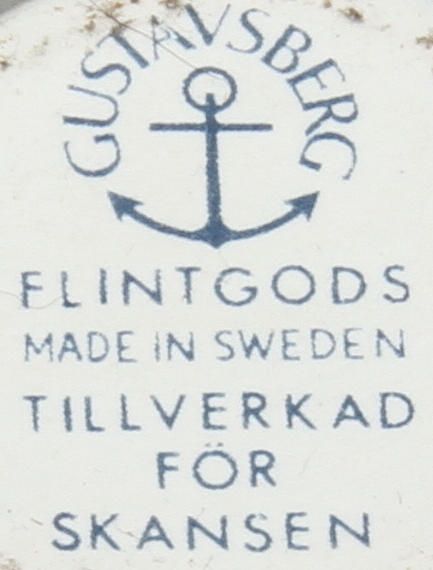 GUSTAVSBERG
FLINTGODS
MADE IN SWEDEN
TILLVERKAD
FÖR
SKANSEN